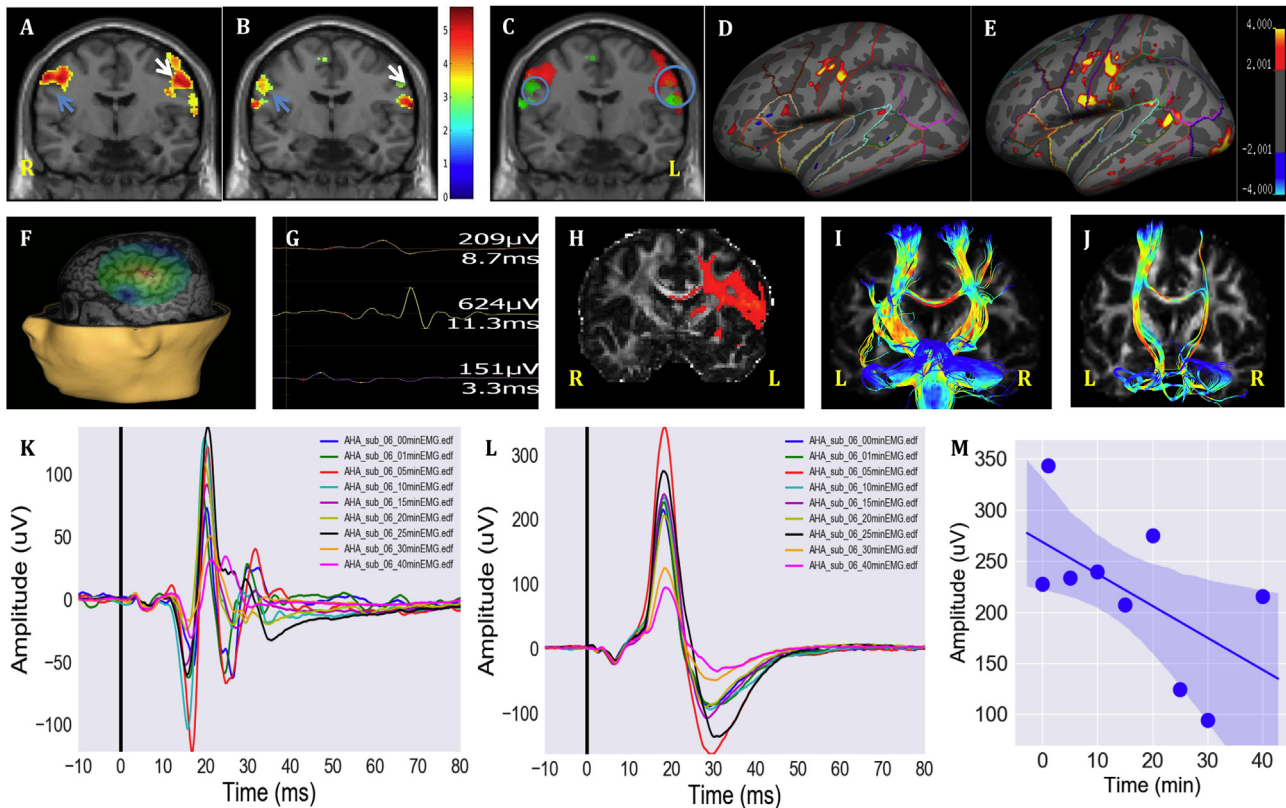 A
R
B
5
4
3
2
1
0
C
L
D
E
4.000
2.001
-2.001
-4.000
F
G
209µV
8.7ms
624µV
11.3ms
151µV
3.3ms
H
R
L
I
L
R
J
L
R
K
Amplitude (uV)
100
50
0
−50
−100
AHA_sub_06_00minEMG.edf
AHA_sub_06_01minEMG.edf
AHA_sub_06_05minEMG.edf
AHA_sub_06_10minEMG.edf
AHA_sub_06_15minEMG.edf
AHA_sub_06_20minEMG.edf
AHA_sub_06_25minEMG.edf
AHA_sub_06_30minEMG.edf
AHA_sub_06_40minEMG.edf
−10 0 10 20 30 40 50 60 70 80
Time (ms)
L
Amplitude (uV)
300
200
100
0
−100
AHA_sub_06_00minEMG.edf
AHA_sub_06_01minEMG.edf
AHA_sub_06_05minEMG.edf
AHA_sub_06_10minEMG.edf
AHA_sub_06_15minEMG.edf
AHA_sub_06_20minEMG.edf
AHA_sub_06_25minEMG.edf
AHA_sub_06_30minEMG.edf
AHA_sub_06_40minEMG.edf
−10 0 10 20 30 40 50 60 70 80
Time (ms)
M
Amplitude (uV)
350
300
250
200
150
100
0 10 20 30 40
Time (min)